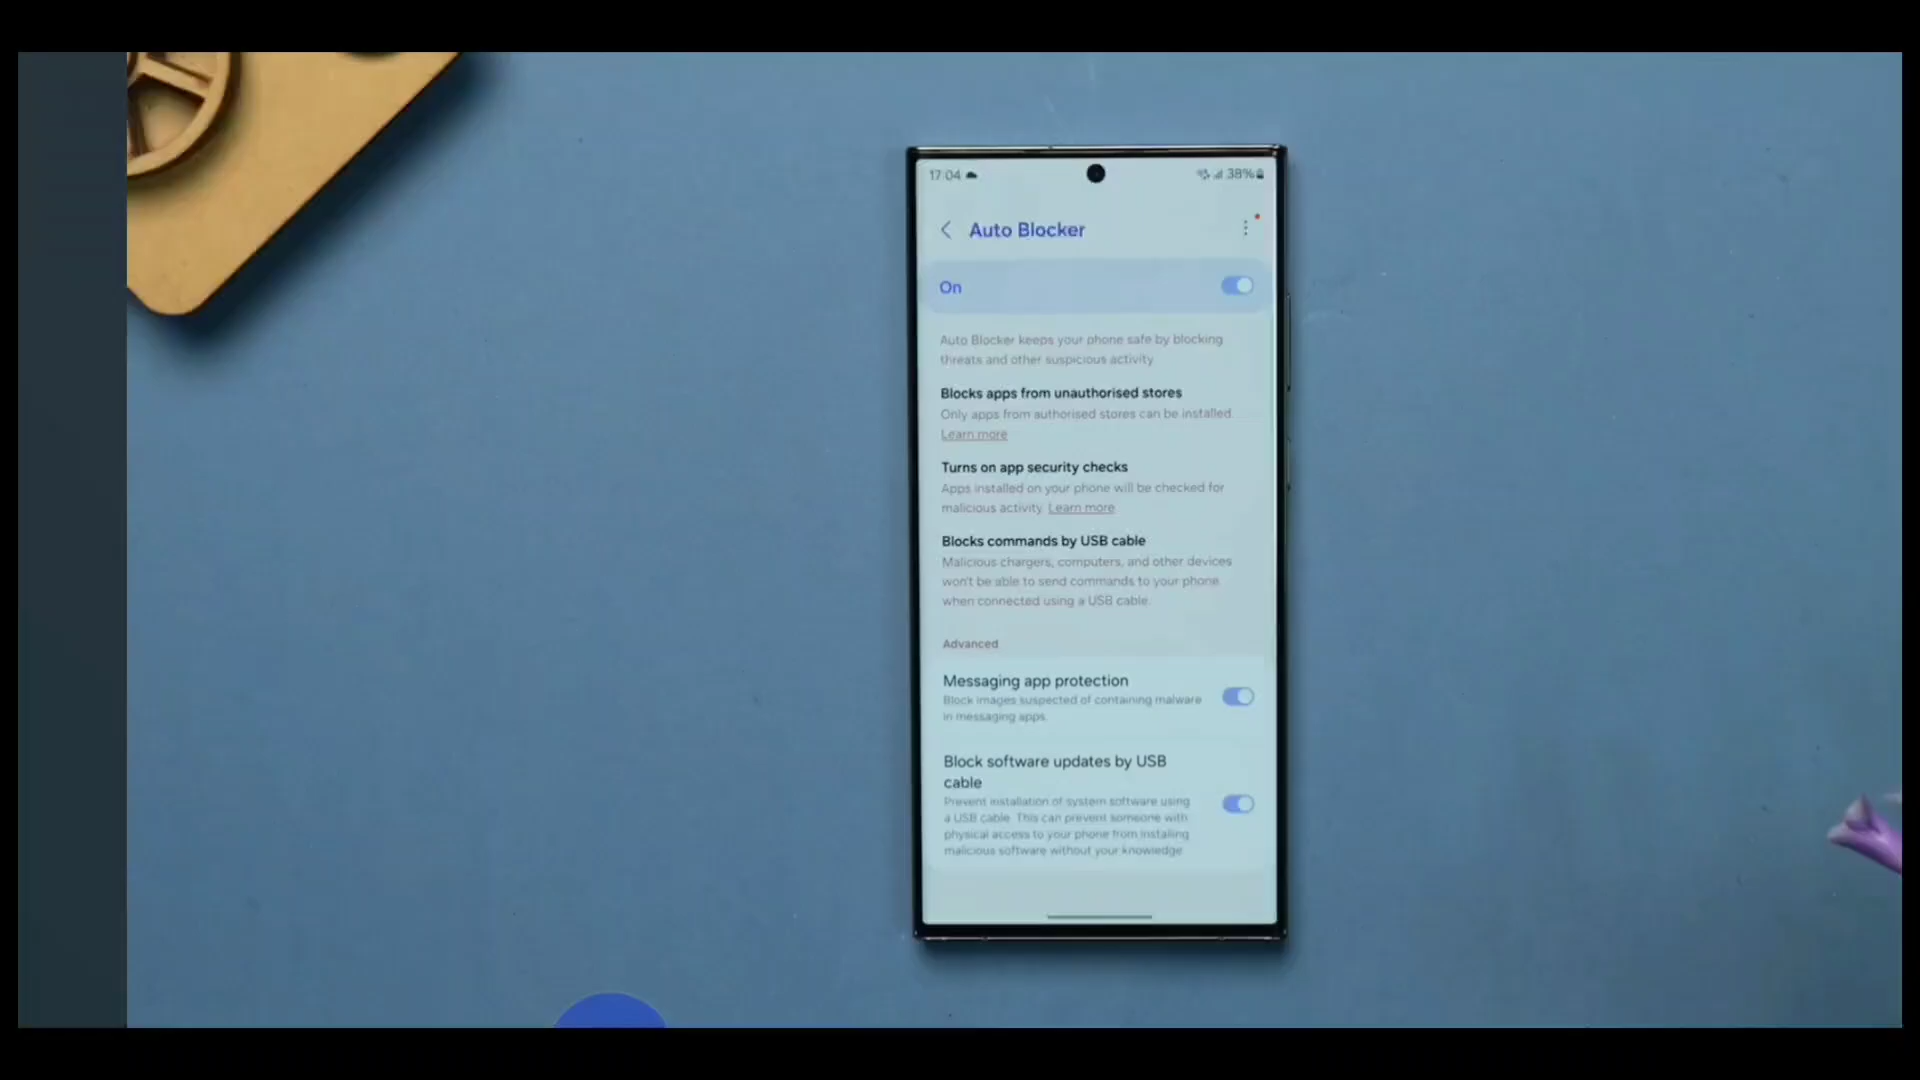 17:04
38%
Auto Blocker
On
Auto Blocker keeps your phone safe by blocking
threats and other suspicious activity.
Blocks apps from unauthorised stores
Only apps from authorised stores can be installed.
Learn more
Turns on app security checks
Apps installed on your phone will be checked for
malicious activity. Learn more
Blocks commands by USB cable
Malicious chargers, computers, and other devices
won't be able to send commands to your phone
when connected using a USB cable.
Advanced
Messaging app protection
Block images suspected of containing malware
in messaging apps.
Block software updates by USB
cable
Prevent installation of system software using
a USB cable. This can prevent someone with
physical access to your phone from installing
malicious software without your knowledge.